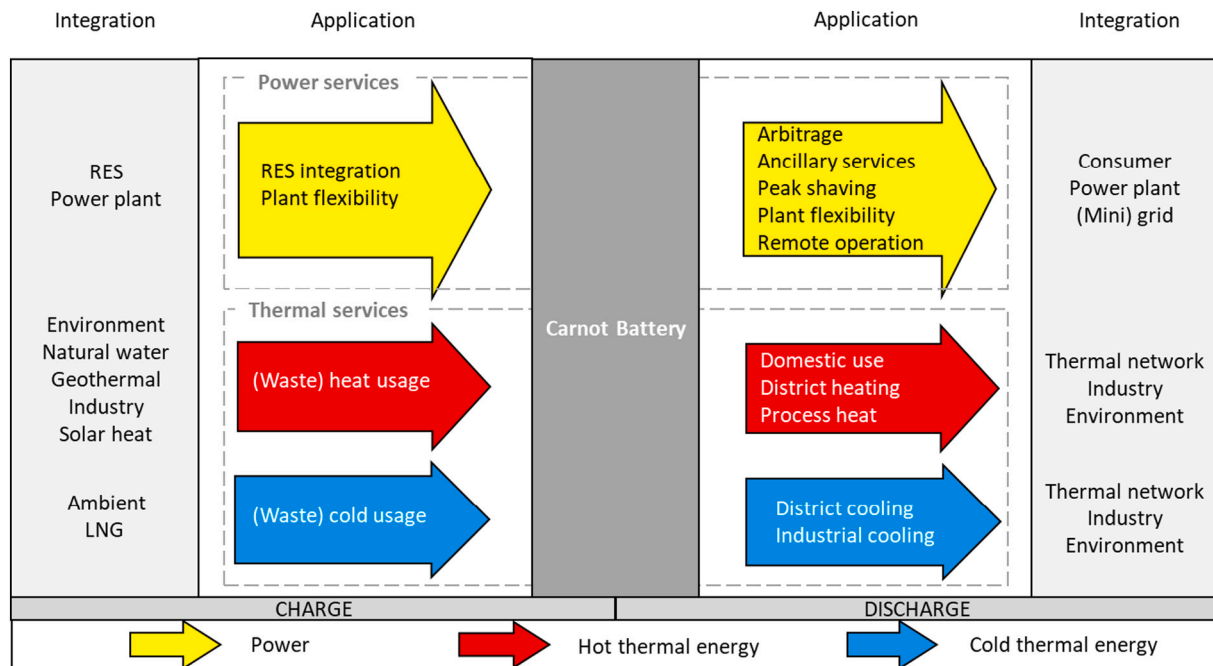 Integration
Application
Application
Integration
RES
Power plant
Power services
RES integration
Plant flexibility
Arbitrage
Ancillary services
Peak shaving
Plant flexibility
Remote operation
Consumer
Power plant
(Mini) grid
Environment
Natural water
Geothermal
Industry
Solar heat
Thermal services
(Waste) heat usage
Carnot Battery
Domestic use
District heating
Process heat
Thermal network
Industry
Environment
Ambient
LNG
(Waste) cold usage
District cooling
Industrial cooling
Thermal network
Industry
Environment
CHARGE
DISCHARGE
Power
Hot thermal energy
Cold thermal energy